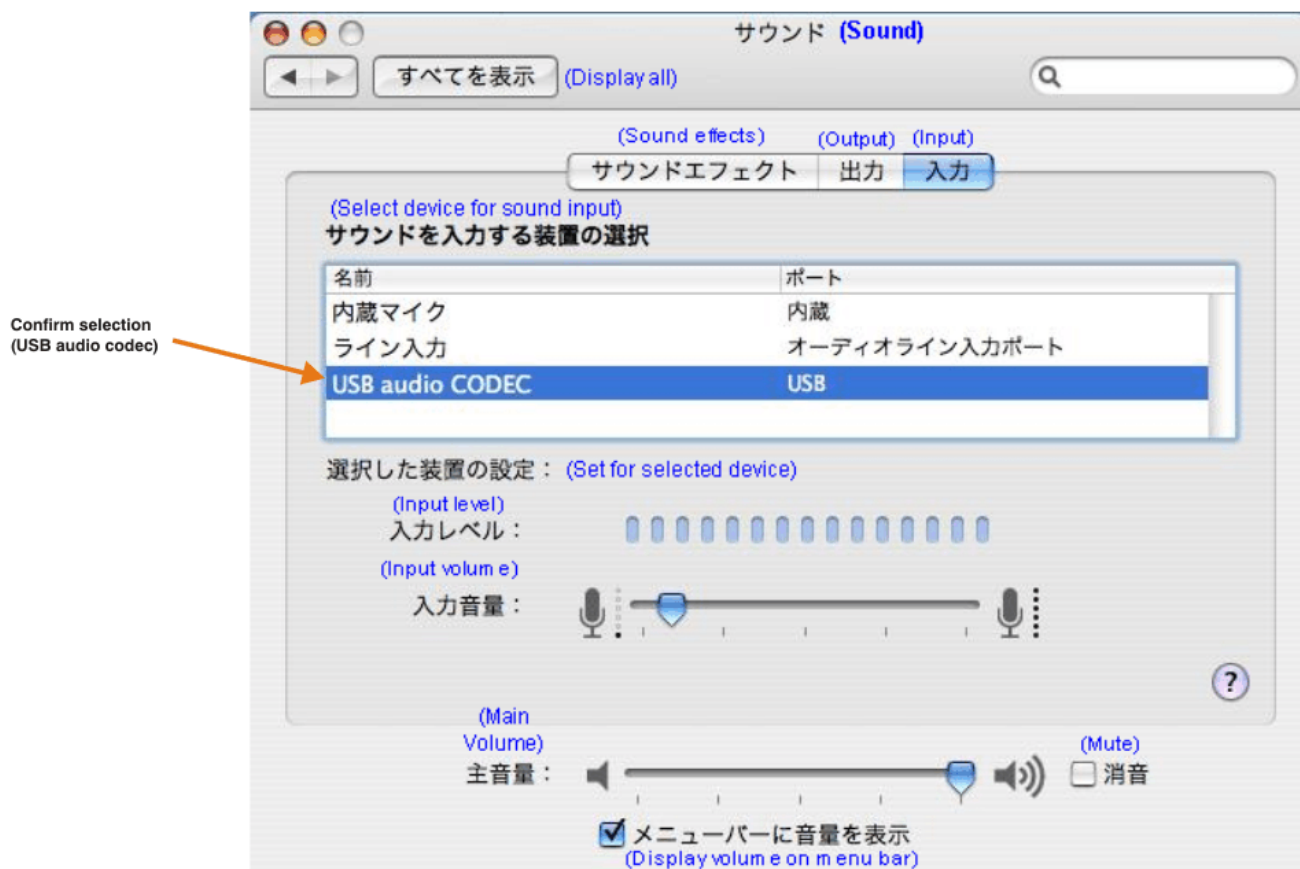 サウンド (Sound)
すべてを表示 (Display all)
(Sound effects) (Output) (Input)
サウンドエフェクト 出力 入力
(Select device for sound input)
サウンドを入力する装置の選択
名前 ポート
内蔵マイク 内蔵
ライン入力 オーディオライン入力ポート
Confirm selection
(USB audio codec)
USB audio CODEC USB
選択した装置の設定： (Set for selected device)
(Input level)
入力レベル：
(Input volume)
入力音量：
?
(Main
Volume)
主音量：
(Mute)
消音
メニューバーに音量を表示
(Display volume on menu bar)